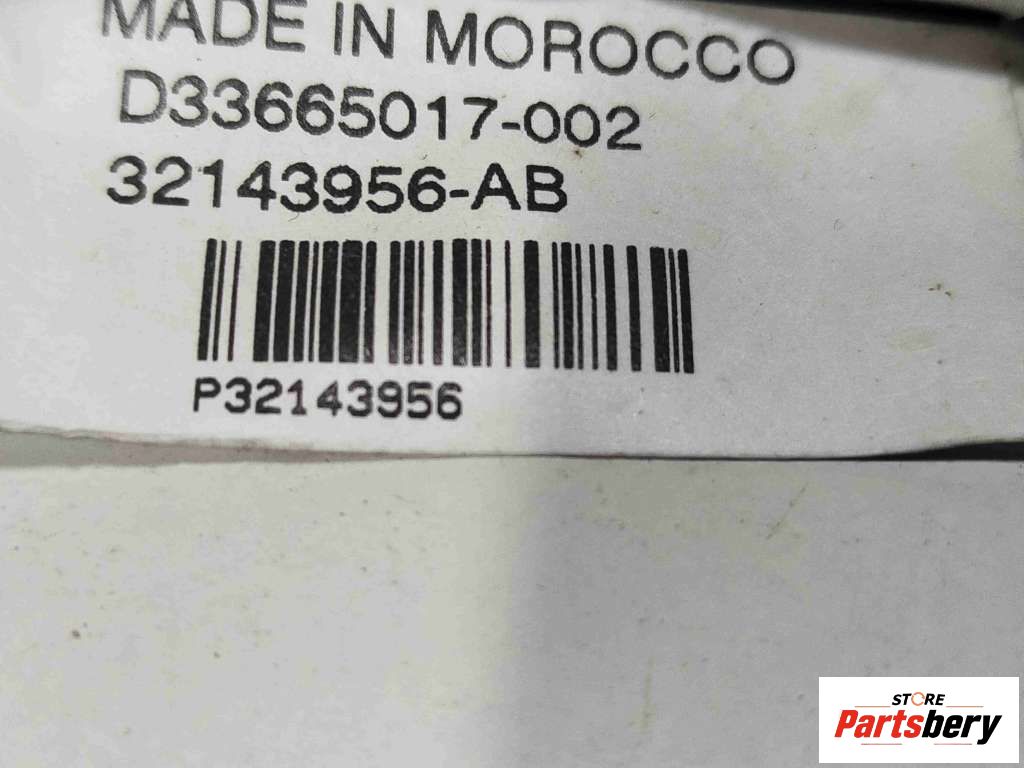 MADE IN MOROCCO
D33665017-002
32143956-AB
P32143956
STORE
Partsbery